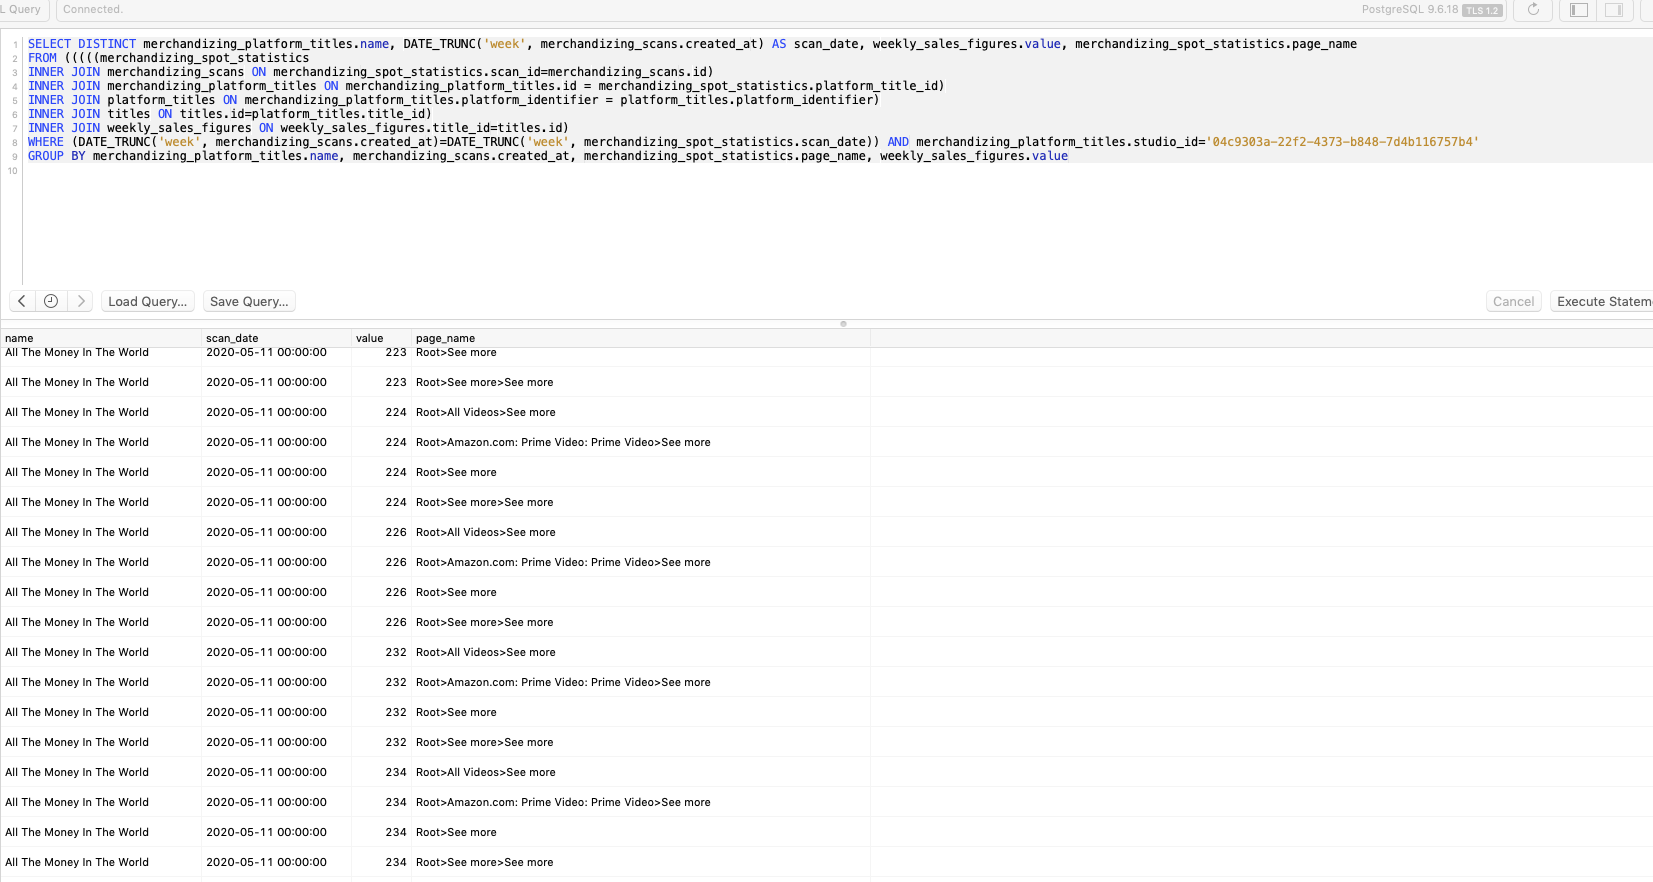 L Query Connected. PostgreSQL 9.6.18 TLS 1.2
1 SELECT DISTINCT merchandizing_platform_titles.name, DATE_TRUNC('week', merchandizing_scans.created_at) AS scan_date, weekly_sales_figures.value, merchandizing_spot_statistics.page_name
2 FROM (((((merchandizing_spot_statistics
3 INNER JOIN merchandizing_scans ON merchandizing_spot_statistics.scan_id=merchandizing_scans.id)
4 INNER JOIN merchandizing_platform_titles ON merchandizing_platform_titles.id = merchandizing_spot_statistics.platform_title_id)
5 INNER JOIN platform_titles ON merchandizing_platform_titles.platform_identifier = platform_titles.platform_identifier)
6 INNER JOIN titles ON titles.id=platform_titles.title_id)
7 INNER JOIN weekly_sales_figures ON weekly_sales_figures.title_id=titles.id)
8 WHERE (DATE_TRUNC('week', merchandizing_scans.created_at)=DATE_TRUNC('week', merchandizing_spot_statistics.scan_date)) AND merchandizing_platform_titles.studio_id='04c9303a-22f2-4373-b848-7d4b116757b4'
9 GROUP BY merchandizing_platform_titles.name, merchandizing_scans.created_at, merchandizing_spot_statistics.page_name, weekly_sales_figures.value
10
Load Query... Save Query... Cancel Execute Statem
name scan_date value page_name
All The Money In The World 2020-05-11 00:00:00 223 Root>See more
All The Money In The World 2020-05-11 00:00:00 223 Root>See more>See more
All The Money In The World 2020-05-11 00:00:00 224 Root>All Videos>See more
All The Money In The World 2020-05-11 00:00:00 224 Root>Amazon.com: Prime Video: Prime Video>See more
All The Money In The World 2020-05-11 00:00:00 224 Root>See more
All The Money In The World 2020-05-11 00:00:00 224 Root>See more>See more
All The Money In The World 2020-05-11 00:00:00 226 Root>All Videos>See more
All The Money In The World 2020-05-11 00:00:00 226 Root>Amazon.com: Prime Video: Prime Video>See more
All The Money In The World 2020-05-11 00:00:00 226 Root>See more
All The Money In The World 2020-05-11 00:00:00 226 Root>See more>See more
All The Money In The World 2020-05-11 00:00:00 232 Root>All Videos>See more
All The Money In The World 2020-05-11 00:00:00 232 Root>Amazon.com: Prime Video: Prime Video>See more
All The Money In The World 2020-05-11 00:00:00 232 Root>See more
All The Money In The World 2020-05-11 00:00:00 232 Root>See more>See more
All The Money In The World 2020-05-11 00:00:00 234 Root>All Videos>See more
All The Money In The World 2020-05-11 00:00:00 234 Root>Amazon.com: Prime Video: Prime Video>See more
All The Money In The World 2020-05-11 00:00:00 234 Root>See more
All The Money In The World 2020-05-11 00:00:00 234 Root>See more>See more